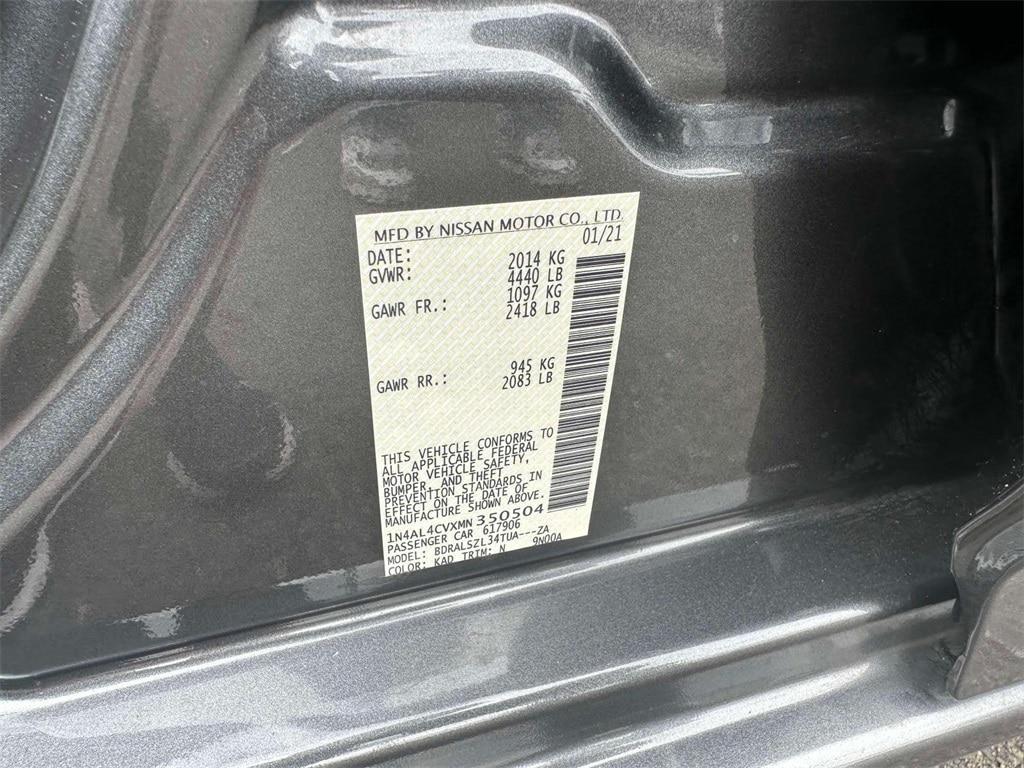 MFD BY NISSAN MOTOR CO., LTD.
DATE: 01/21
GVWR: 2014 KG
4440 LB
GAWR FR.: 1097 KG
2418 LB
GAWR RR.: 945 KG
2083 LB
THIS VEHICLE CONFORMS TO
ALL APPLICABLE FEDERAL
MOTOR VEHICLE SAFETY,
BUMPER, AND THEFT
PREVENTION STANDARDS IN
EFFECT ON THE DATE OF
MANUFACTURE SHOWN ABOVE.
1N4AL4CVXMN 350504
PASSENGER CAR 617906
MODEL: BDRALSZL34TUA---ZA
COLOR: KAD TRIM: N 9N00A